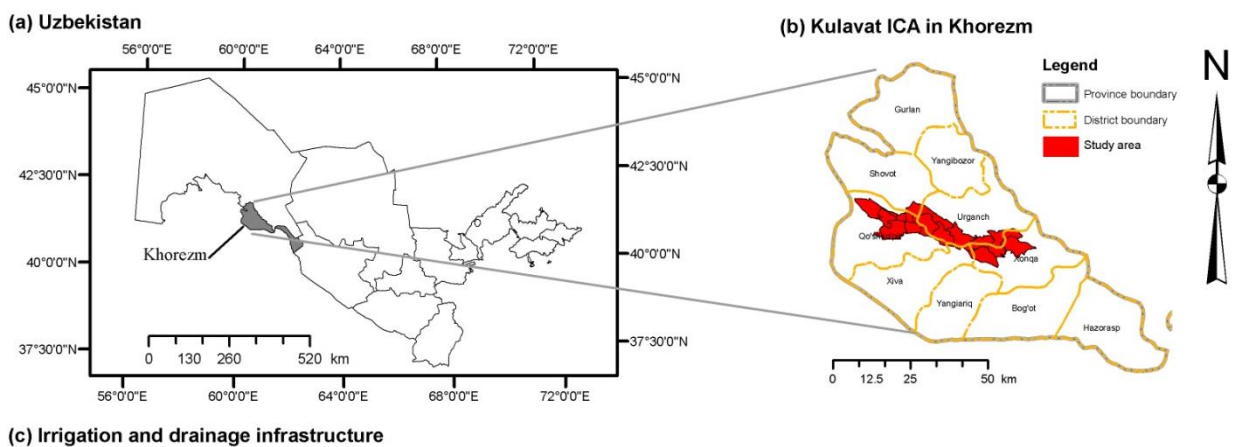 (a) Uzbekistan
56°0'0"E 60°0'0"E 64°0'0"E 68°0'0"E 72°0'0"E
45°0'0"N
42°30'0"N
40°0'0"N
37°30'0"N
Khorezm
0 130 260 520
km
45°0'0"N
42°30'0"N
40°0'0"N
37°30'0"N
56°0'0"E 60°0'0"E 64°0'0"E 68°0'0"E 72°0'0"E
(b) Kulavat ICA in Khorezm
Legend
Province boundary
District boundary
Study area
N
Gurlan
Yangibozor
Shovot
Urganch
Xonqa
Xiva
Yangiariq
Bog'ot
Hazorasp
0 12.5 25 50
km
(c) Irrigation and drainage infrastructure